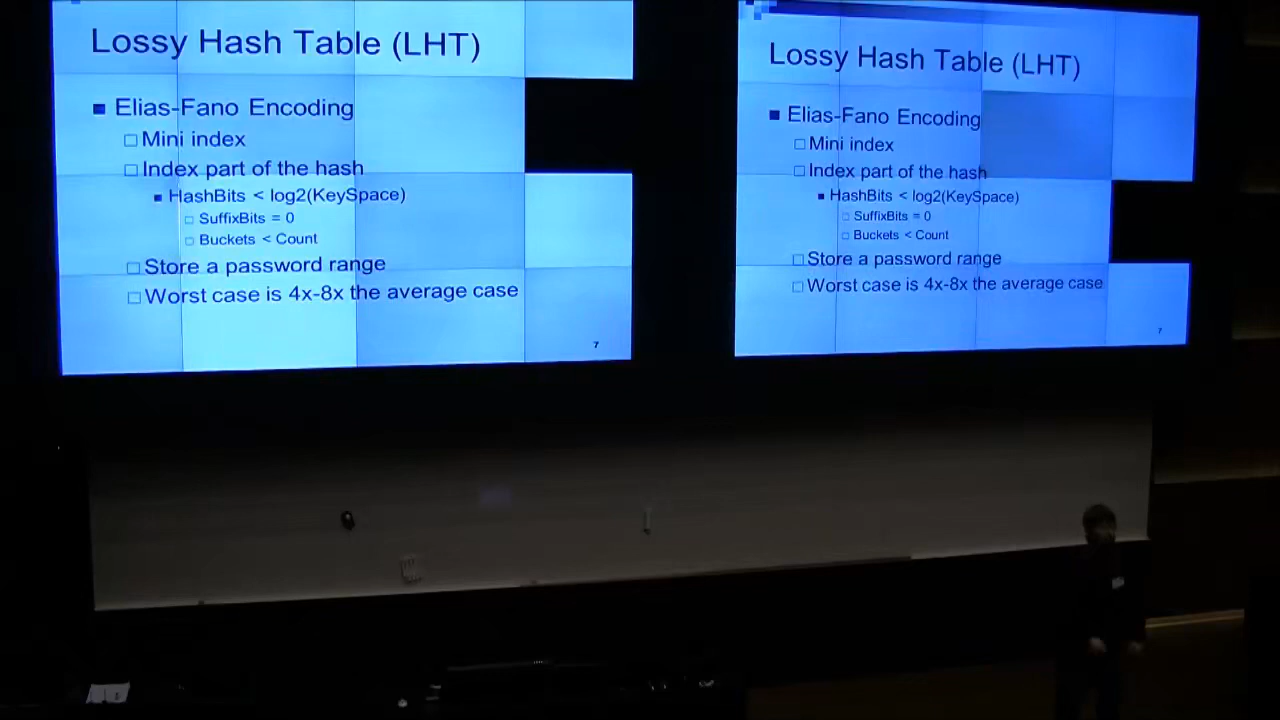 Lossy Hash Table (LHT)
Elias-Fano Encoding
Mini index
Index part of the hash
HashBits < log2(KeySpace)
SuffixBits = 0
Buckets < Count
Store a password range
Worst case is 4x-8x the average case
7
Lossy Hash Table (LHT)
Elias-Fano Encoding
Mini index
Index part of the hash
HashBits < log2(KeySpace)
SuffixBits = 0
Buckets < Count
Store a password range
Worst case is 4x-8x the average case
7